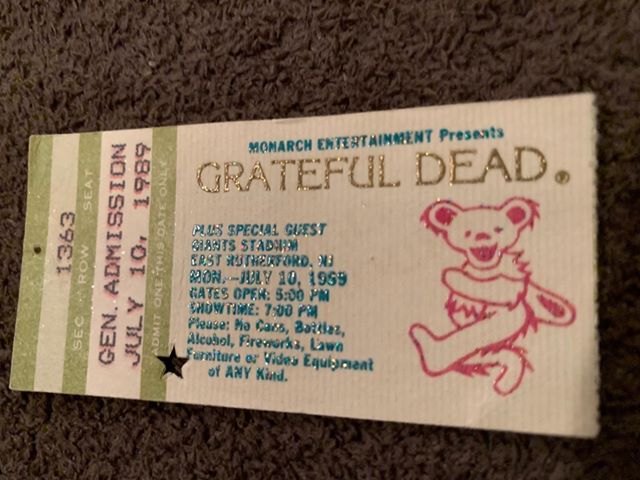 1363
SEC ROW SEAT
GEN. ADMISSION
JULY 10, 1989
ADMIT ONE THIS DATE ONLY
MONARCH ENTERTAINMENT Presents
GRATEFUL DEAD®
PLUS SPECIAL GUEST
GIANTS STADIUM
EAST RUTHERFORD, NJ
MON.--JULY 10, 1989
GATES OPEN: 5:00 PM
SHOWTIME: 7:00 PM
Please: No Cans, Bottles,
Alcohol, Fireworks, Lawn
Furniture or Video Equipment
of ANY Kind.